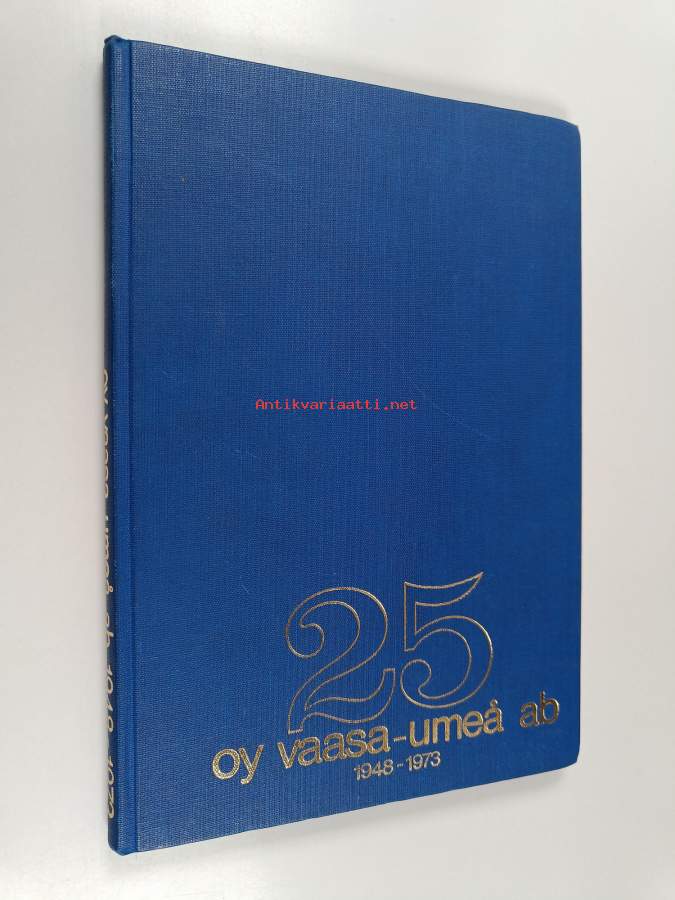 Antikvariaatti.net
25
oy vaasa-umeå ab
1948-1973
oy vaasa-umeå ab 1948-1973